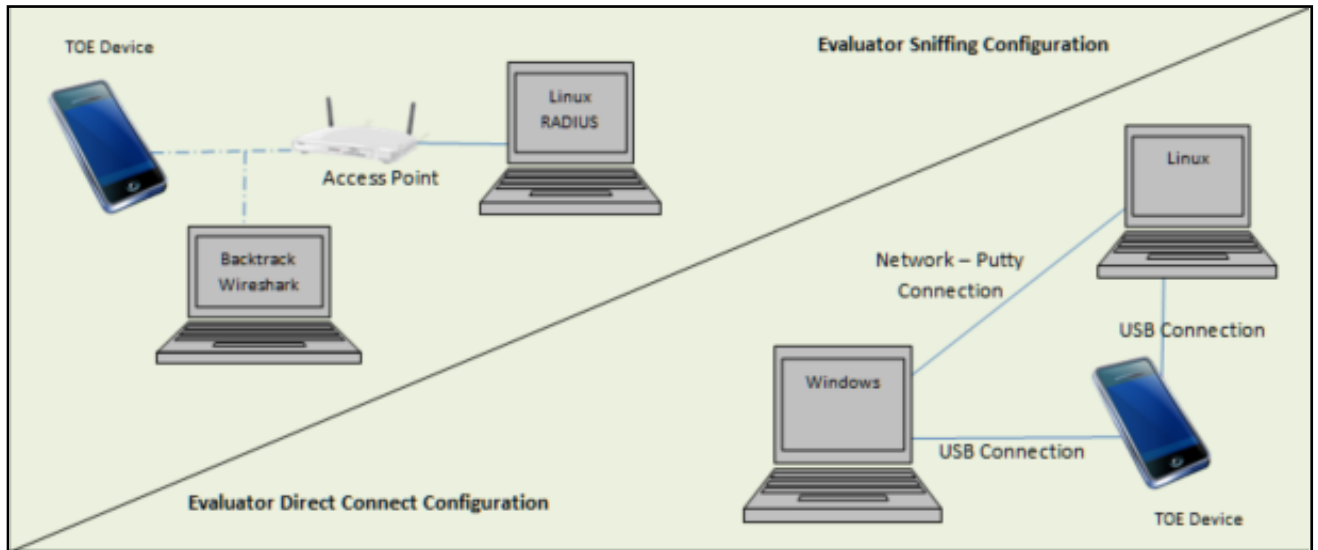 TOE Device
Evaluator Sniffing Configuration
Linux
RADIUS
Access Point
Backtrack
Wireshark
Linux
Network – Putty
Connection
USB Connection
Windows
USB Connection
Evaluator Direct Connect Configuration
TOE Device